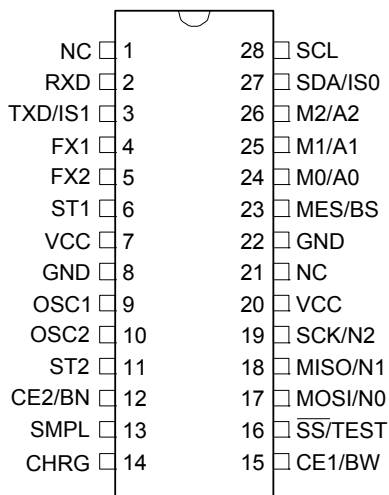 NC 1 28 SCL
RXD 2 27 SDA/IS0
TXD/IS1 3 26 M2/A2
FX1 4 25 M1/A1
FX2 5 24 M0/A0
ST1 6 23 MES/BS
VCC 7 22 GND
GND 8 21 NC
OSC1 9 20 VCC
OSC2 10 19 SCK/N2
ST2 11 18 MISO/N1
CE2/BN 12 17 MOSI/N0
SMPL 13 16 S̅S̅/TEST
CHRG 14 15 CE1/BW